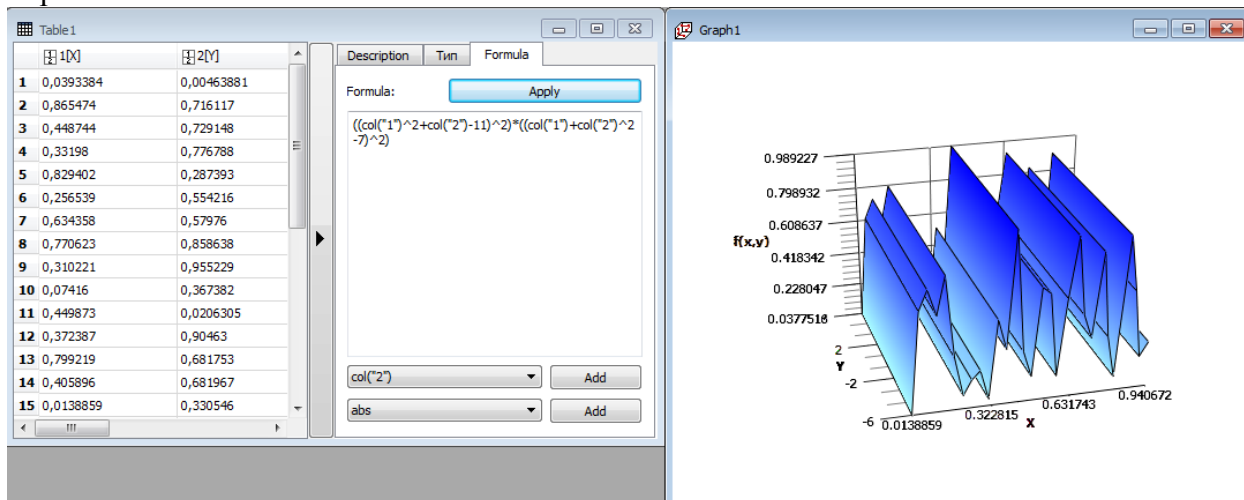 Table1
1[X] 2[Y]
1 0,0393384 0,00463881
2 0,865474 0,716117
3 0,448744 0,729148
4 0,33198 0,776788
5 0,829402 0,287393
6 0,256539 0,554216
7 0,634358 0,57976
8 0,770623 0,858638
9 0,310221 0,955229
10 0,07416 0,367382
11 0,449873 0,0206305
12 0,372387 0,90463
13 0,799219 0,681753
14 0,405896 0,681967
15 0,0138859 0,330546
Description Тип Formula
Formula: Apply
((col("1")^2+col("2")-11)^2)*((col("1")+col("2")^2
-7)^2)
col("2") Add
abs Add
Graph1
0.989227
0.798932
0.608637
f(x,y)
0.418342
0.228047
0.0377516
2
Y
-2
-6
0.0138859
0.322815
X
0.631743
0.940672